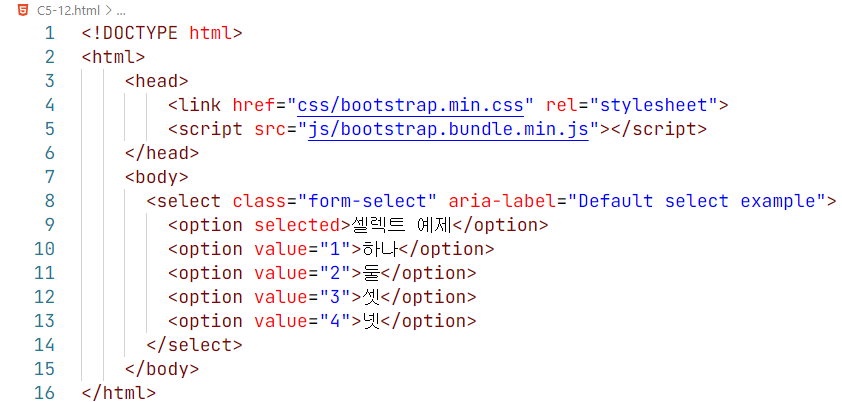 C5-12.html > ...
1 <!DOCTYPE html>
2 <html>
3 <head>
4 <link href="css/bootstrap.min.css" rel="stylesheet">
5 <script src="js/bootstrap.bundle.min.js"></script>
6 </head>
7 <body>
8 <select class="form-select" aria-label="Default select example">
9 <option selected>셀렉트 예제</option>
10 <option value="1">하나</option>
11 <option value="2">둘</option>
12 <option value="3">셋</option>
13 <option value="4">넷</option>
14 </select>
15 </body>
16 </html>